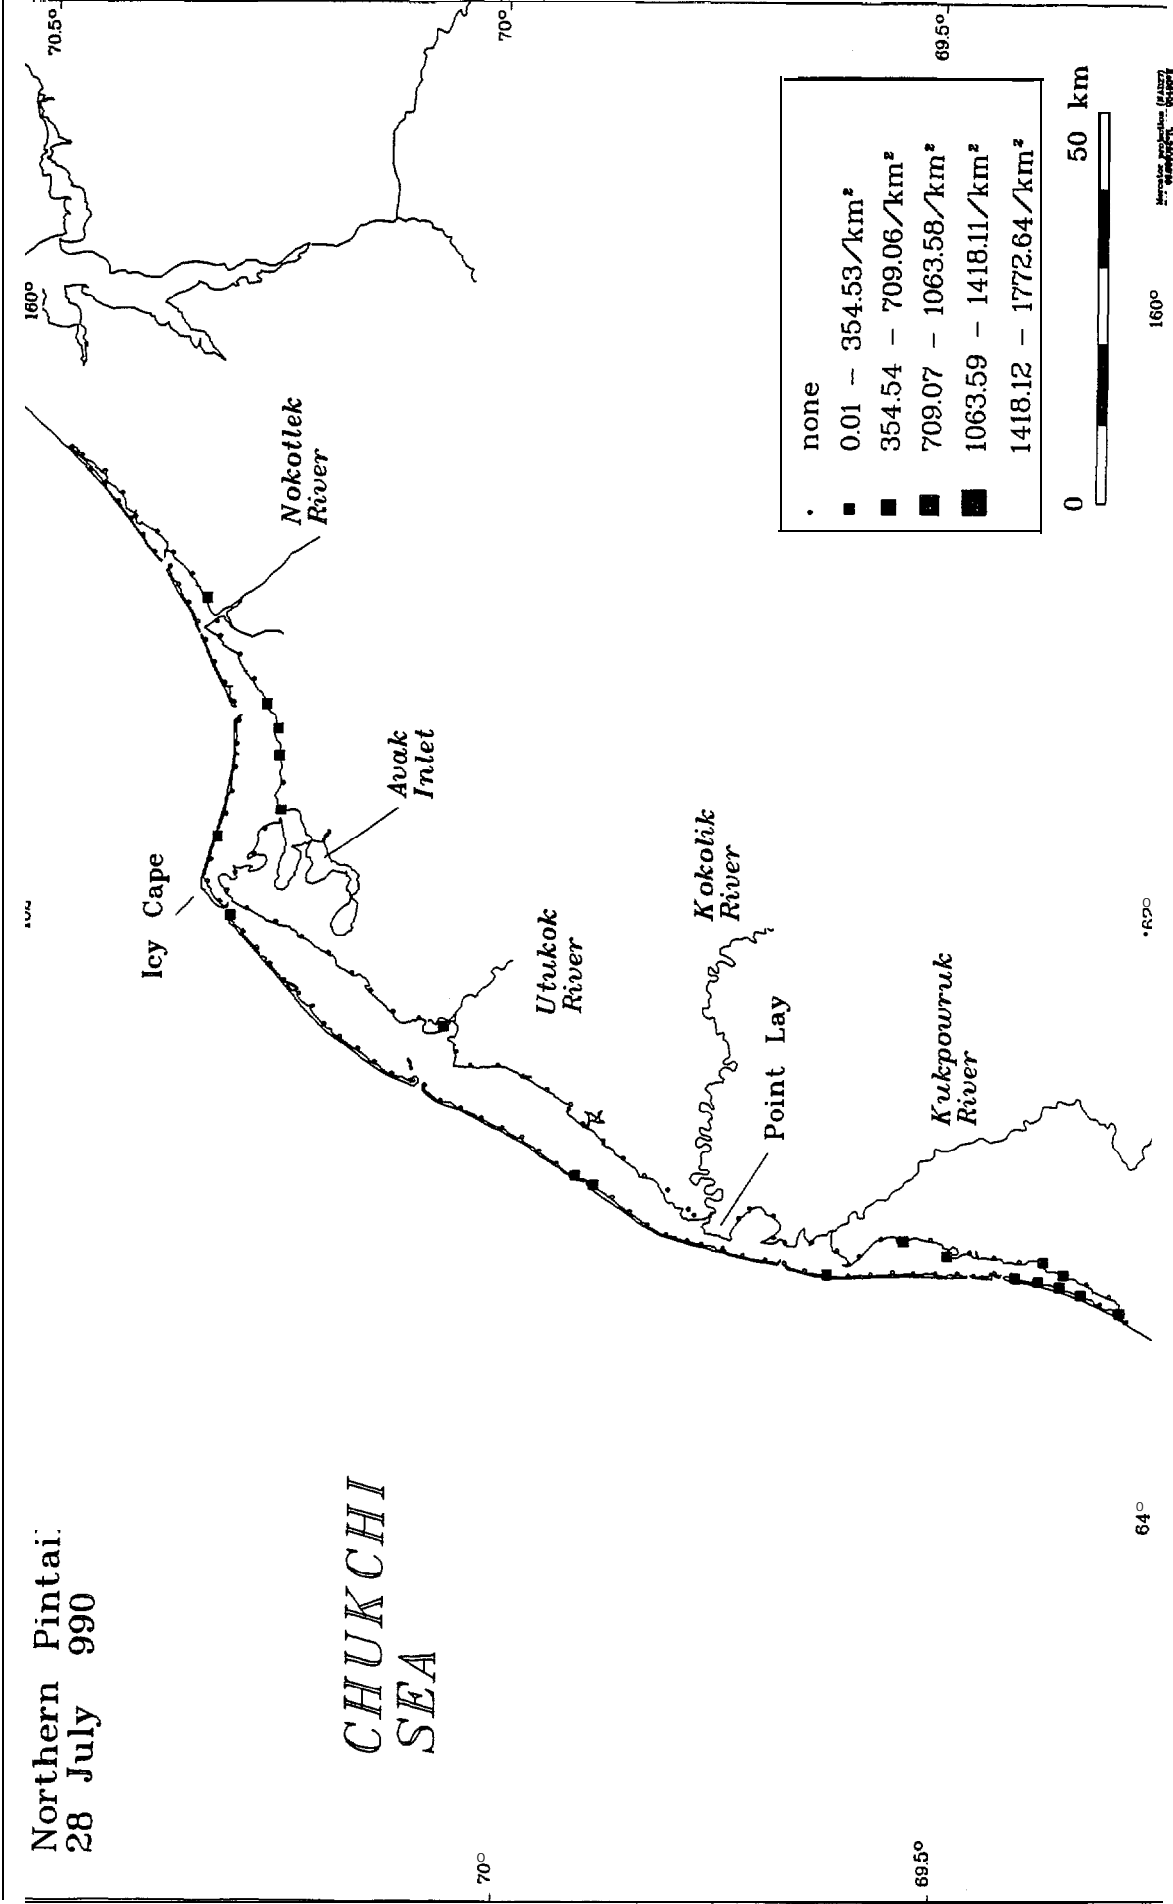 Northern Pintai
28 July 990
CHUKCHI
SEA
Icy Cape
Nokotlek
River
Avak
Inlet
Utukok
River
Kokolik
River
Point Lay
Kukpowruk
River
160°
70.5°
70°
69.5°
70°
69.5°
64°
62°
160°
none
0.01 – 354.53/km²
354.54 – 709.06/km²
709.07 – 1063.58/km²
1063.59 – 1418.11/km²
1418.12 – 1772.64/km²
0 50 km
Mercator projection